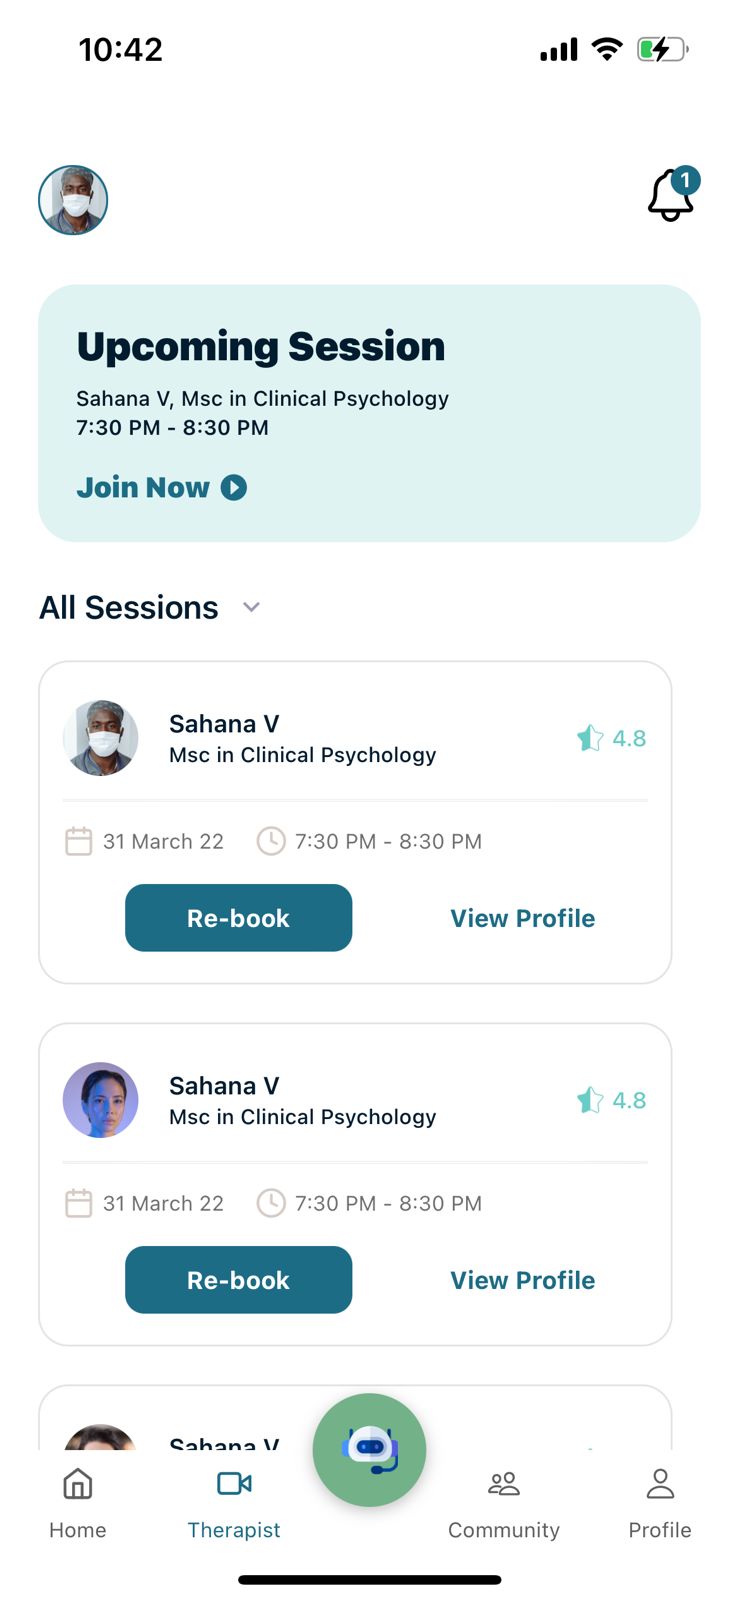 10:42
1
Upcoming Session
Sahana V, Msc in Clinical Psychology
7:30 PM - 8:30 PM
Join Now
All Sessions
Sahana V
Msc in Clinical Psychology
4.8
31 March 22
7:30 PM - 8:30 PM
Re-book
View Profile
Sahana V
Msc in Clinical Psychology
4.8
31 March 22
7:30 PM - 8:30 PM
Re-book
View Profile
Sahana V
Home
Therapist
Community
Profile